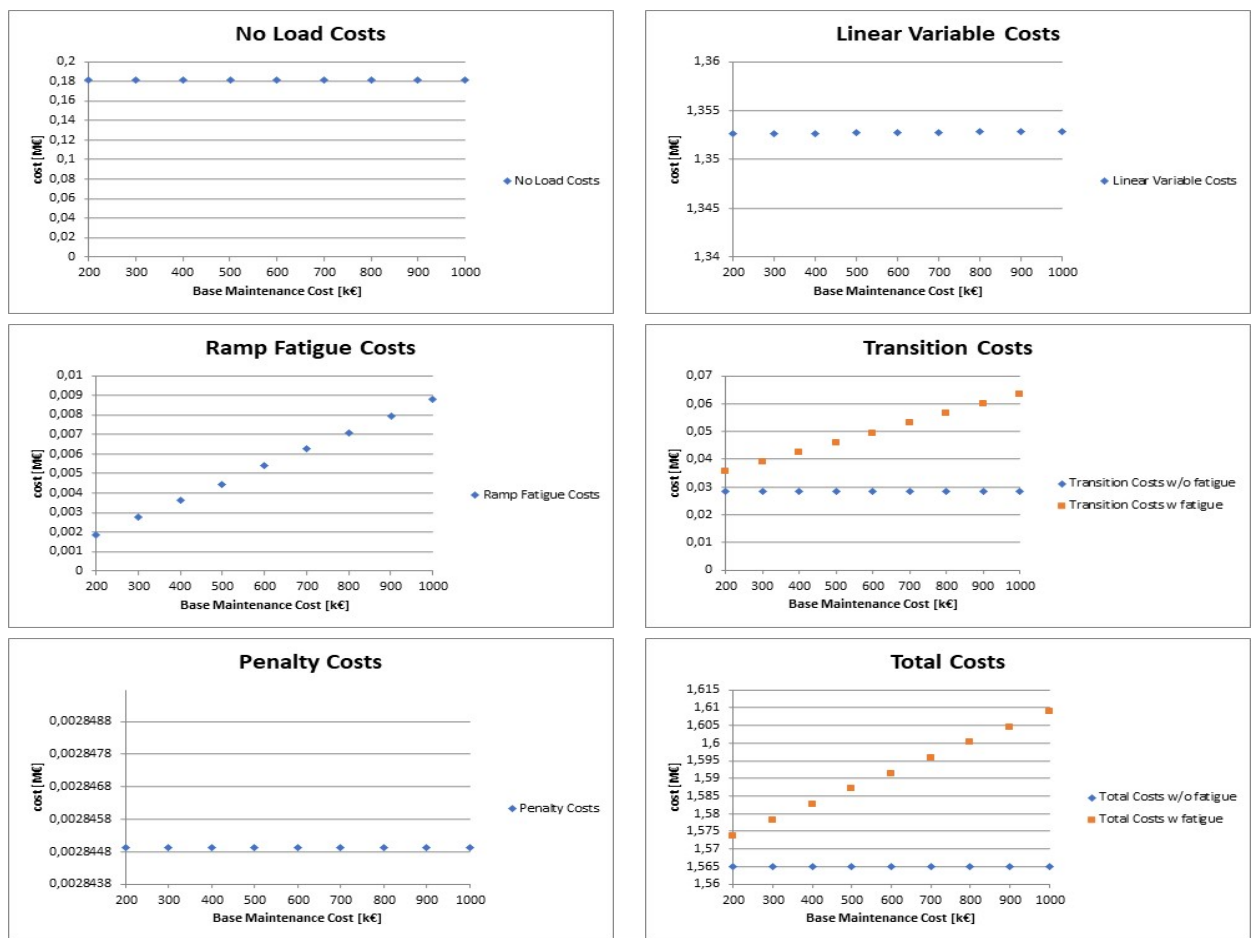 No Load Costs
0,2
0,18
0,16
0,14
0,12
0,1
0,08
0,06
0,04
0,02
0
cost [M€]
200 300 400 500 600 700 800 900 1000
Base Maintenance Cost [k€]
No Load Costs
Linear Variable Costs
1,36
1,355
1,35
1,345
1,34
cost [M€]
200 300 400 500 600 700 800 900 1000
Base Maintenance Cost [k€]
Linear Variable Costs
Ramp Fatigue Costs
0,01
0,009
0,008
0,007
0,006
0,005
0,004
0,003
0,002
0,001
0
cost [M€]
200 300 400 500 600 700 800 900 1000
Base Maintenance Cost [k€]
Ramp Fatigue Costs
Transition Costs
0,07
0,06
0,05
0,04
0,03
0,02
0,01
0
cost [M€]
200 300 400 500 600 700 800 900 1000
Base Maintenance Cost [k€]
Transition Costs w/o fatigue
Transition Costs w fatigue
Penalty Costs
0,0028488
0,0028478
0,0028468
0,0028458
0,0028448
0,0028438
cost [M€]
200 300 400 500 600 700 800 900 1000
Base Maintenance Cost [k€]
Penalty Costs
Total Costs
1,615
1,61
1,605
1,6
1,595
1,59
1,585
1,58
1,575
1,57
1,565
1,56
cost [M€]
200 300 400 500 600 700 800 900 1000
Base Maintenance Cost [k€]
Total Costs w/o fatigue
Total Costs w fatigue